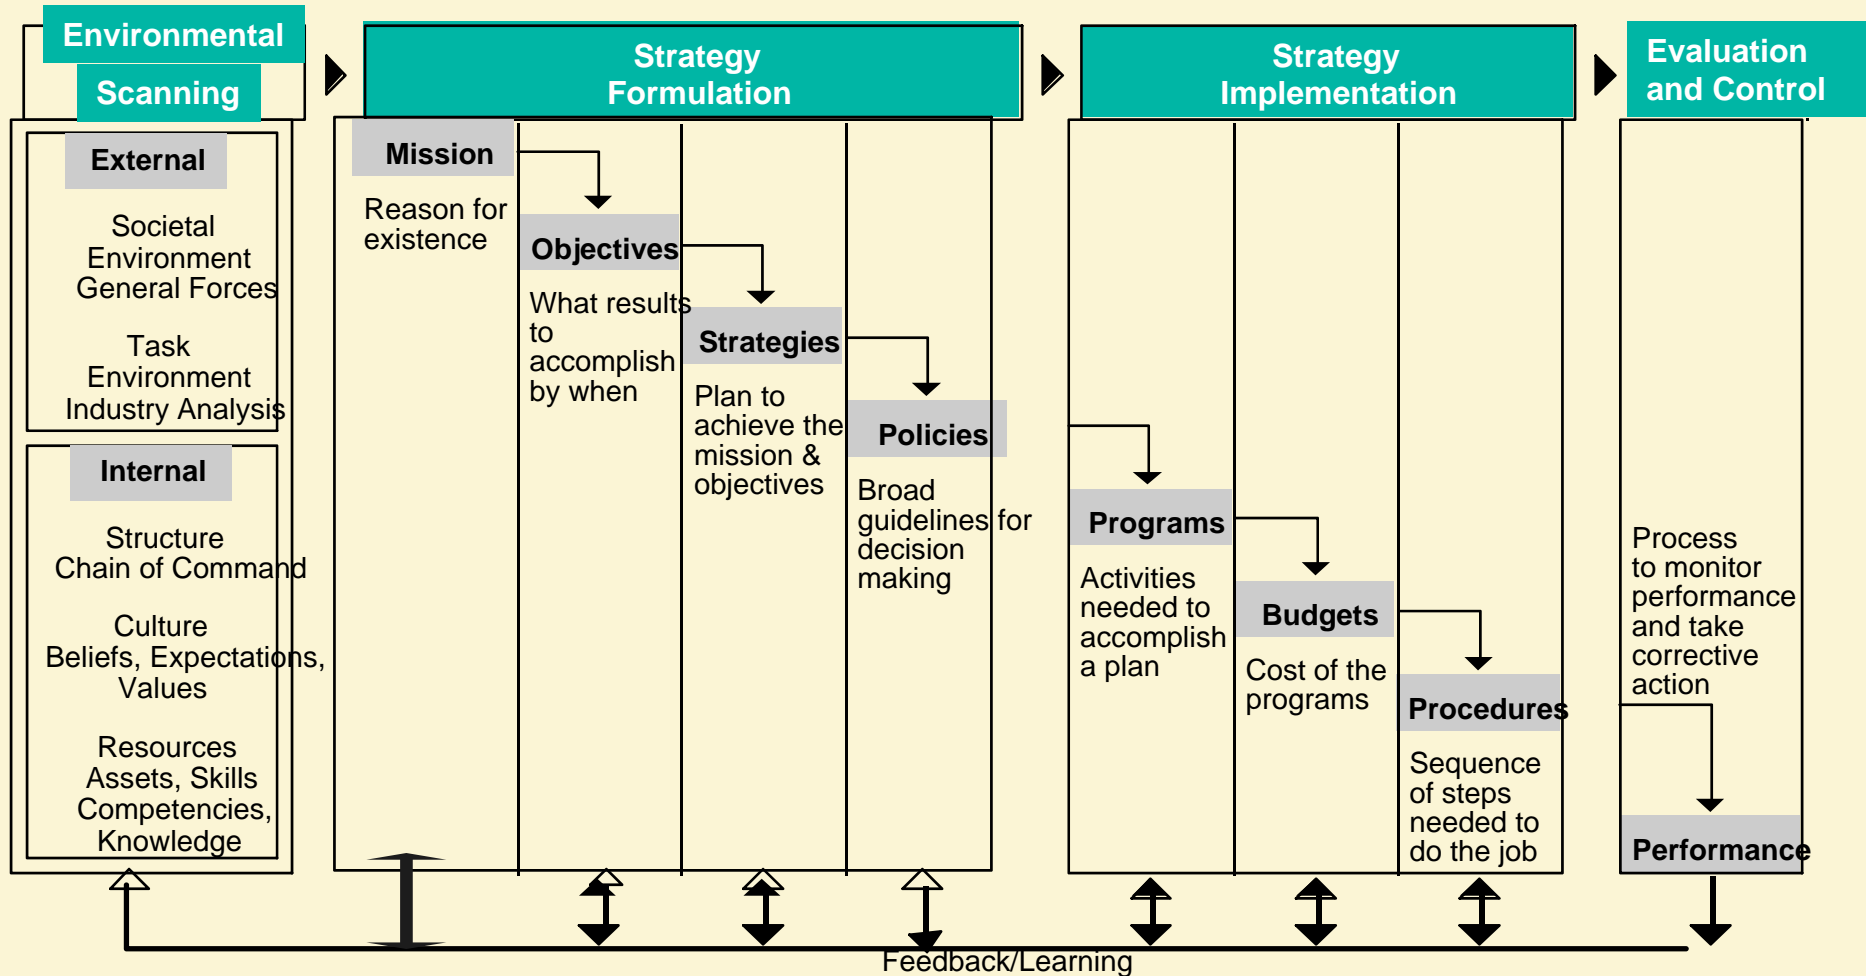 Environmental
Scanning
External
Societal
Environment
General Forces
Task
Environment
Industry Analysis
Internal
Structure
Chain of Command
Culture
Beliefs, Expectations,
Values
Resources
Assets, Skills
Competencies,
Knowledge
Strategy
Formulation
Mission
Reason for
existence
Objectives
What results
to
accomplish
by when
Strategies
Plan to
achieve the
mission &
objectives
Policies
Broad
guidelines for
decision
making
Strategy
Implementation
Programs
Activities
needed to
accomplish
a plan
Budgets
Cost of the
programs
Procedures
Sequence
of steps
needed to
do the job
Evaluation
and Control
Process
to monitor
performance
and take
corrective
action
Performance
Feedback/Learning